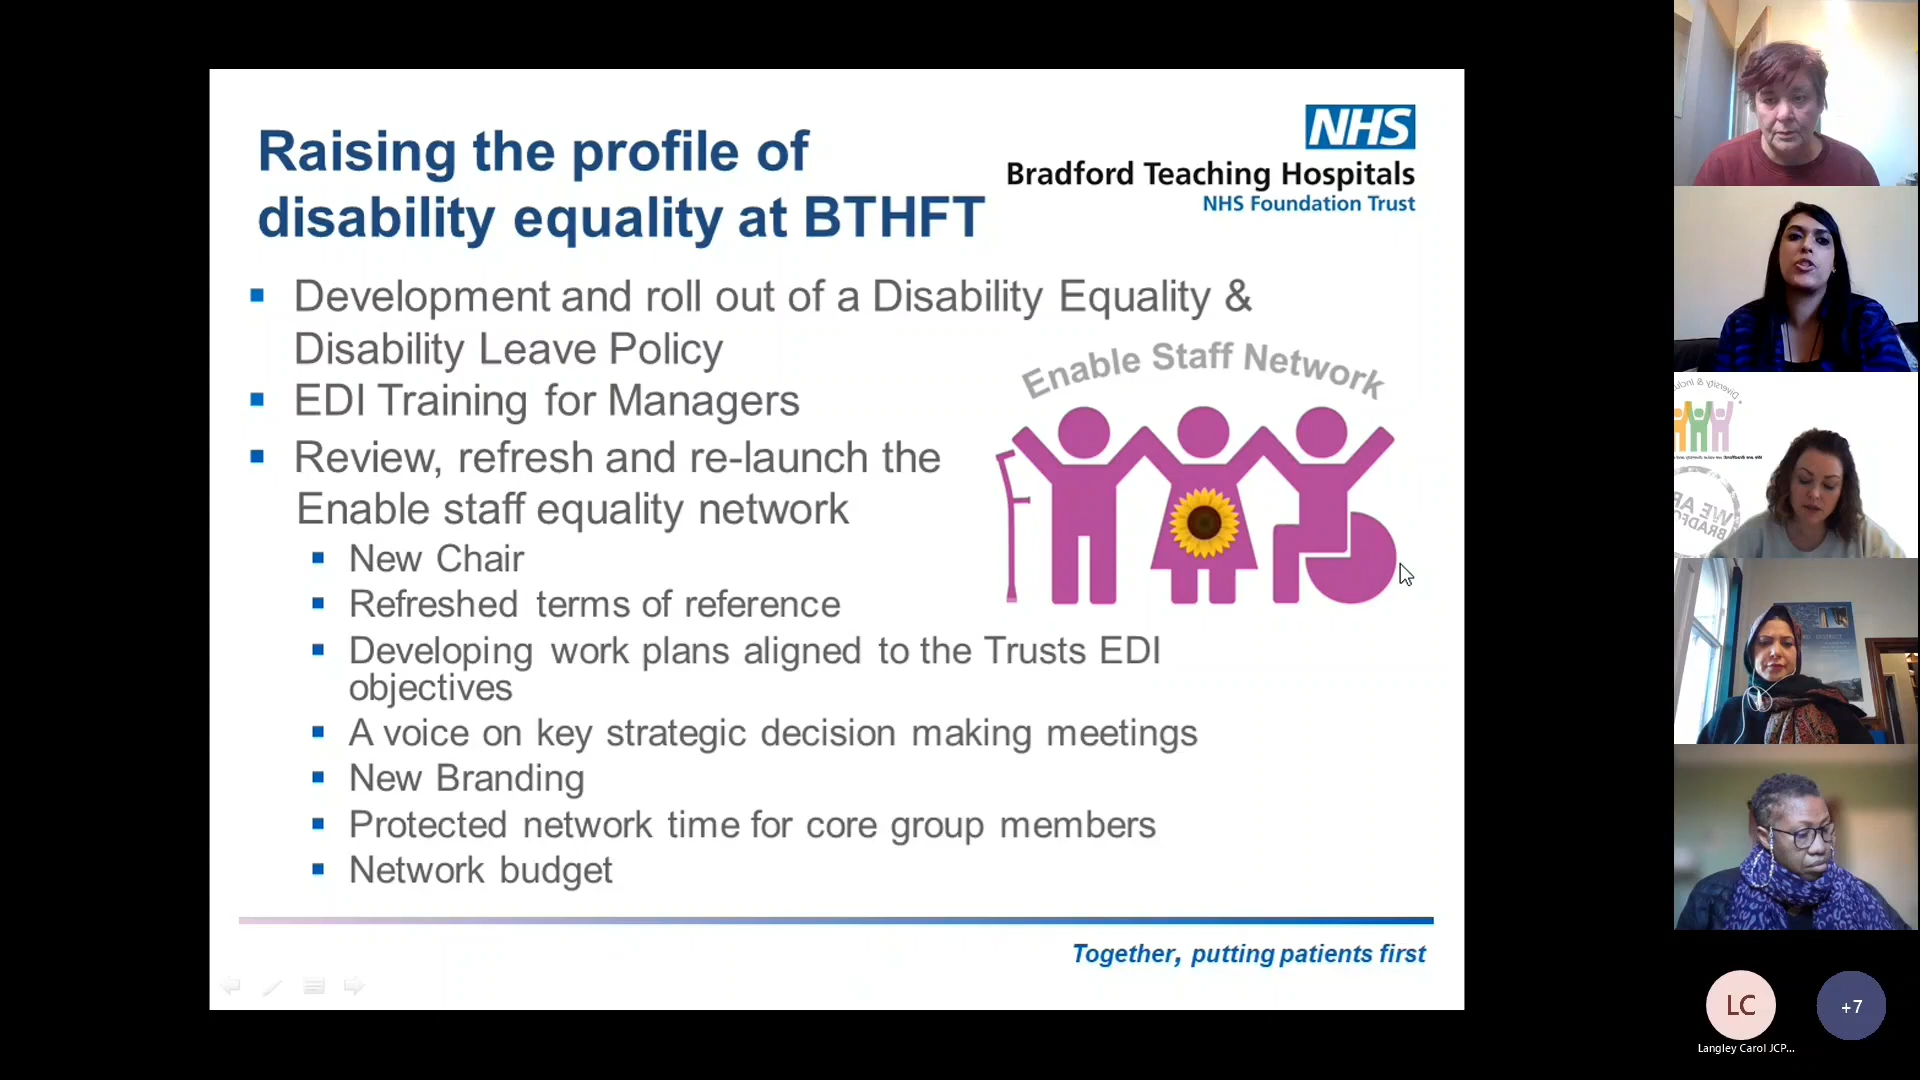 Raising the profile of
disability equality at BTHFT
NHS
Bradford Teaching Hospitals
NHS Foundation Trust
Development and roll out of a Disability Equality &
Disability Leave Policy
EDI Training for Managers
Review, refresh and re-launch the
Enable staff equality network
New Chair
Refreshed terms of reference
Developing work plans aligned to the Trusts EDI
objectives
A voice on key strategic decision making meetings
New Branding
Protected network time for core group members
Network budget
Enable Staff Network
Together, putting patients first
WE AR
BRADFO
LC
+7
Langley Carol JCP...